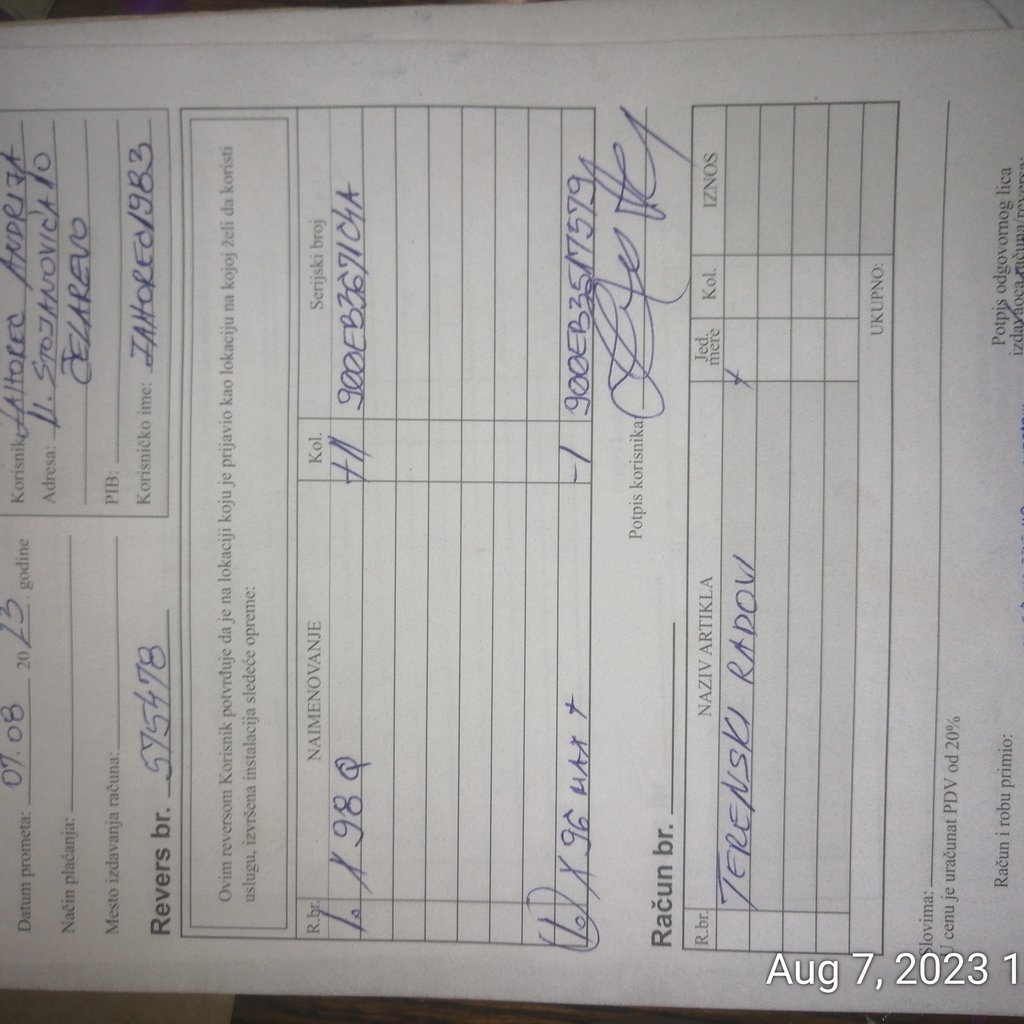 Datum prometa: 07.08 2023. godine
Način plaćanja:
Mesto izdavanja računa:
Revers br. 575478
Korisnik: ZAHOREC ANDRIJA
Adresa: M. STOJANOVIĆA 10
ČELAREVO
PIB:
Korisničko ime: ZAHOREC1983
Ovim reversom Korisnik potvrđuje da je na lokaciji koju je prijavio kao lokaciju na kojoj želi da koristi
uslugu, izvršena instalacija sledeće opreme:
R.br. NAIMENOVANJE Kol. Serijski broj
1. X 98 Q +1 900EB3671C4A
X 96 MAX + -1 900EB3517579
Potpis korisnika
Račun br.
R.br. NAZIV ARTIKLA Jed. mere Kol. IZNOS
TERENSKI RADOVI
UKUPNO:
Slovima:
U cenu je uračunat PDV od 20%
Račun i robu primio:
Potpis odgovornog lica
izdavaoca računa/reversa:
Aug 7, 2023 1